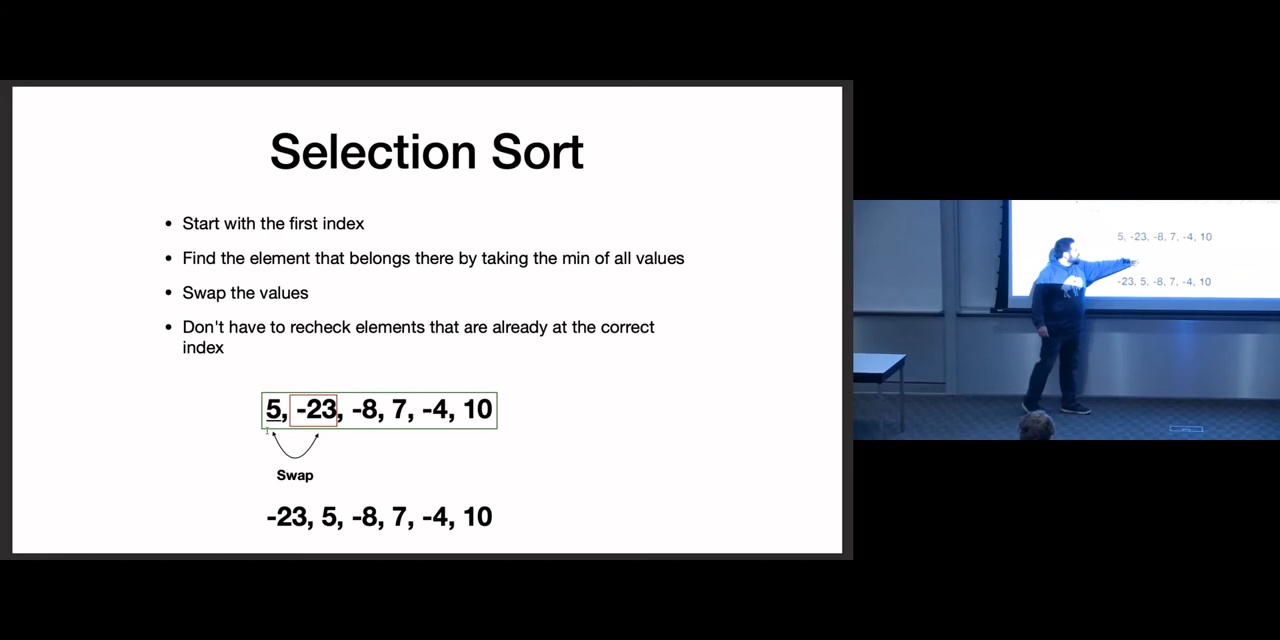 Selection Sort
• Start with the first index
• Find the element that belongs there by taking the min of all values
• Swap the values
• Don't have to recheck elements that are already at the correct
index
5, -23, -8, 7, -4, 10
Swap
-23, 5, -8, 7, -4, 10
5, -23, -8, 7, -4, 10
-23, 5, -8, 7, -4, 10